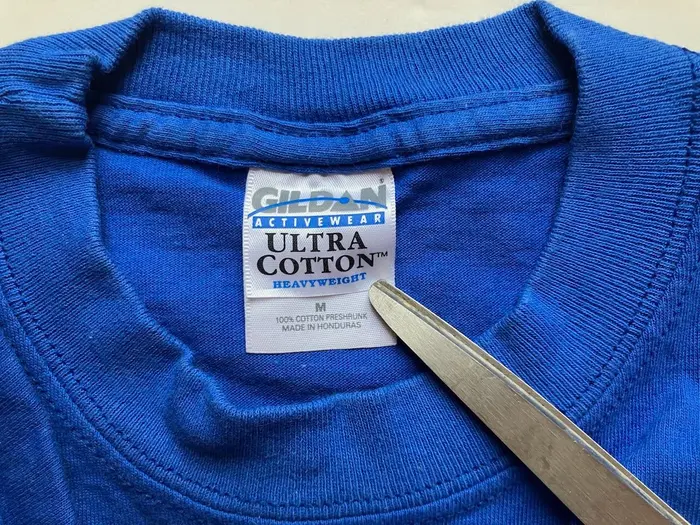 GILDAN®
ACTIVEWEAR
ULTRA
COTTON™
HEAVYWEIGHT
M
100% COTTON PRESHRUNK
MADE IN HONDURAS